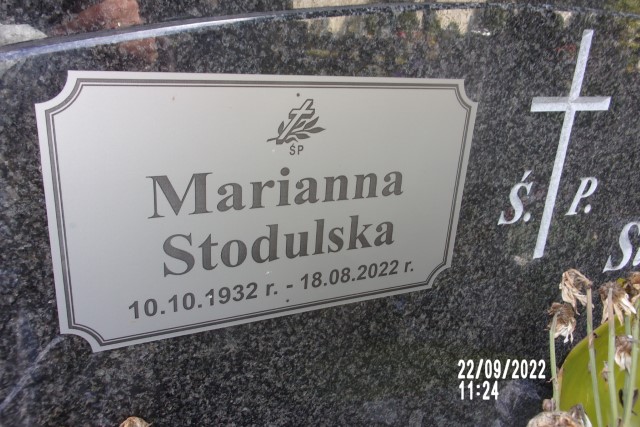 ŚP
Marianna
Stodulska
10.10.1932 r. - 18.08.2022 r.
Ś. P.
22/09/2022
11:24